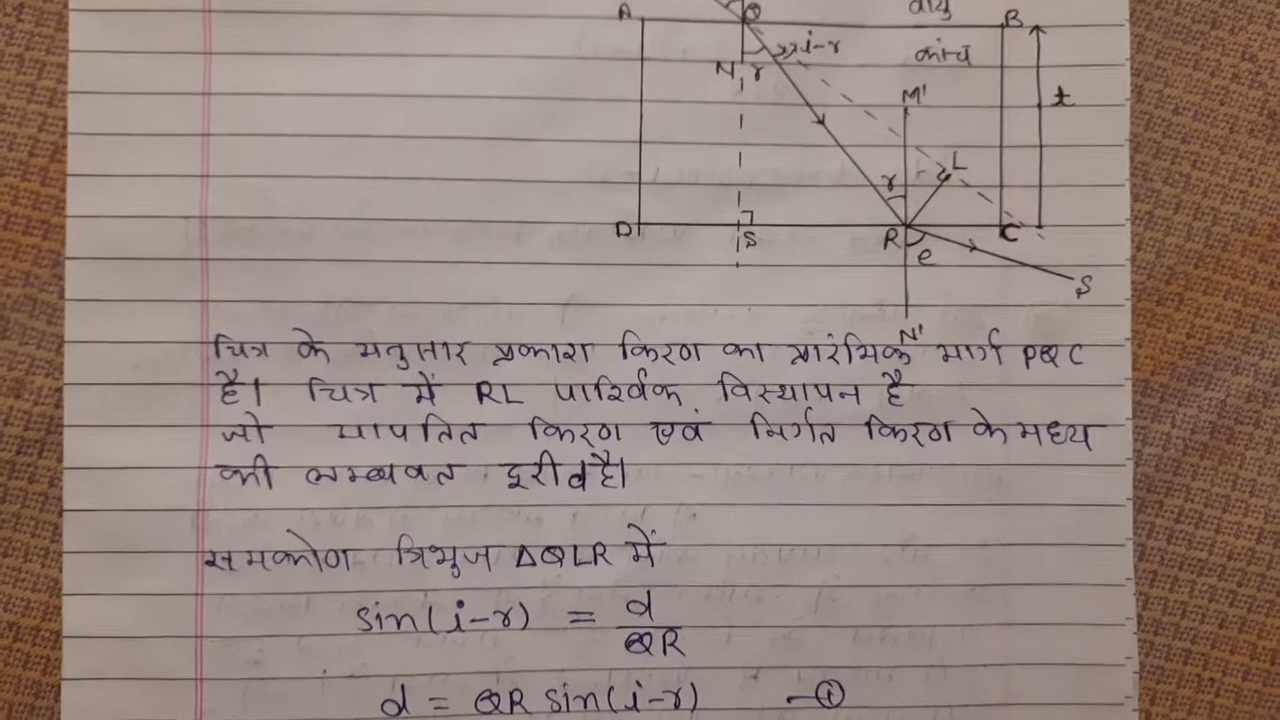 A Q वायु B
i-r कांच
N r
M' t
L
r
D S R C
e
S
N'
चित्र के अनुसार प्रकाश किरण का प्रारंमिक मार्ग PQC
है। चित्र में RL पार्श्विक विस्थापन है
जो आपतित किरण एवं निर्गत किरण के मध्य
की लम्बवत दूरी d है।
समकोण त्रिभुज ΔQLR में
sin(i-r) = d/QR
d = QR sin(i-r) —①